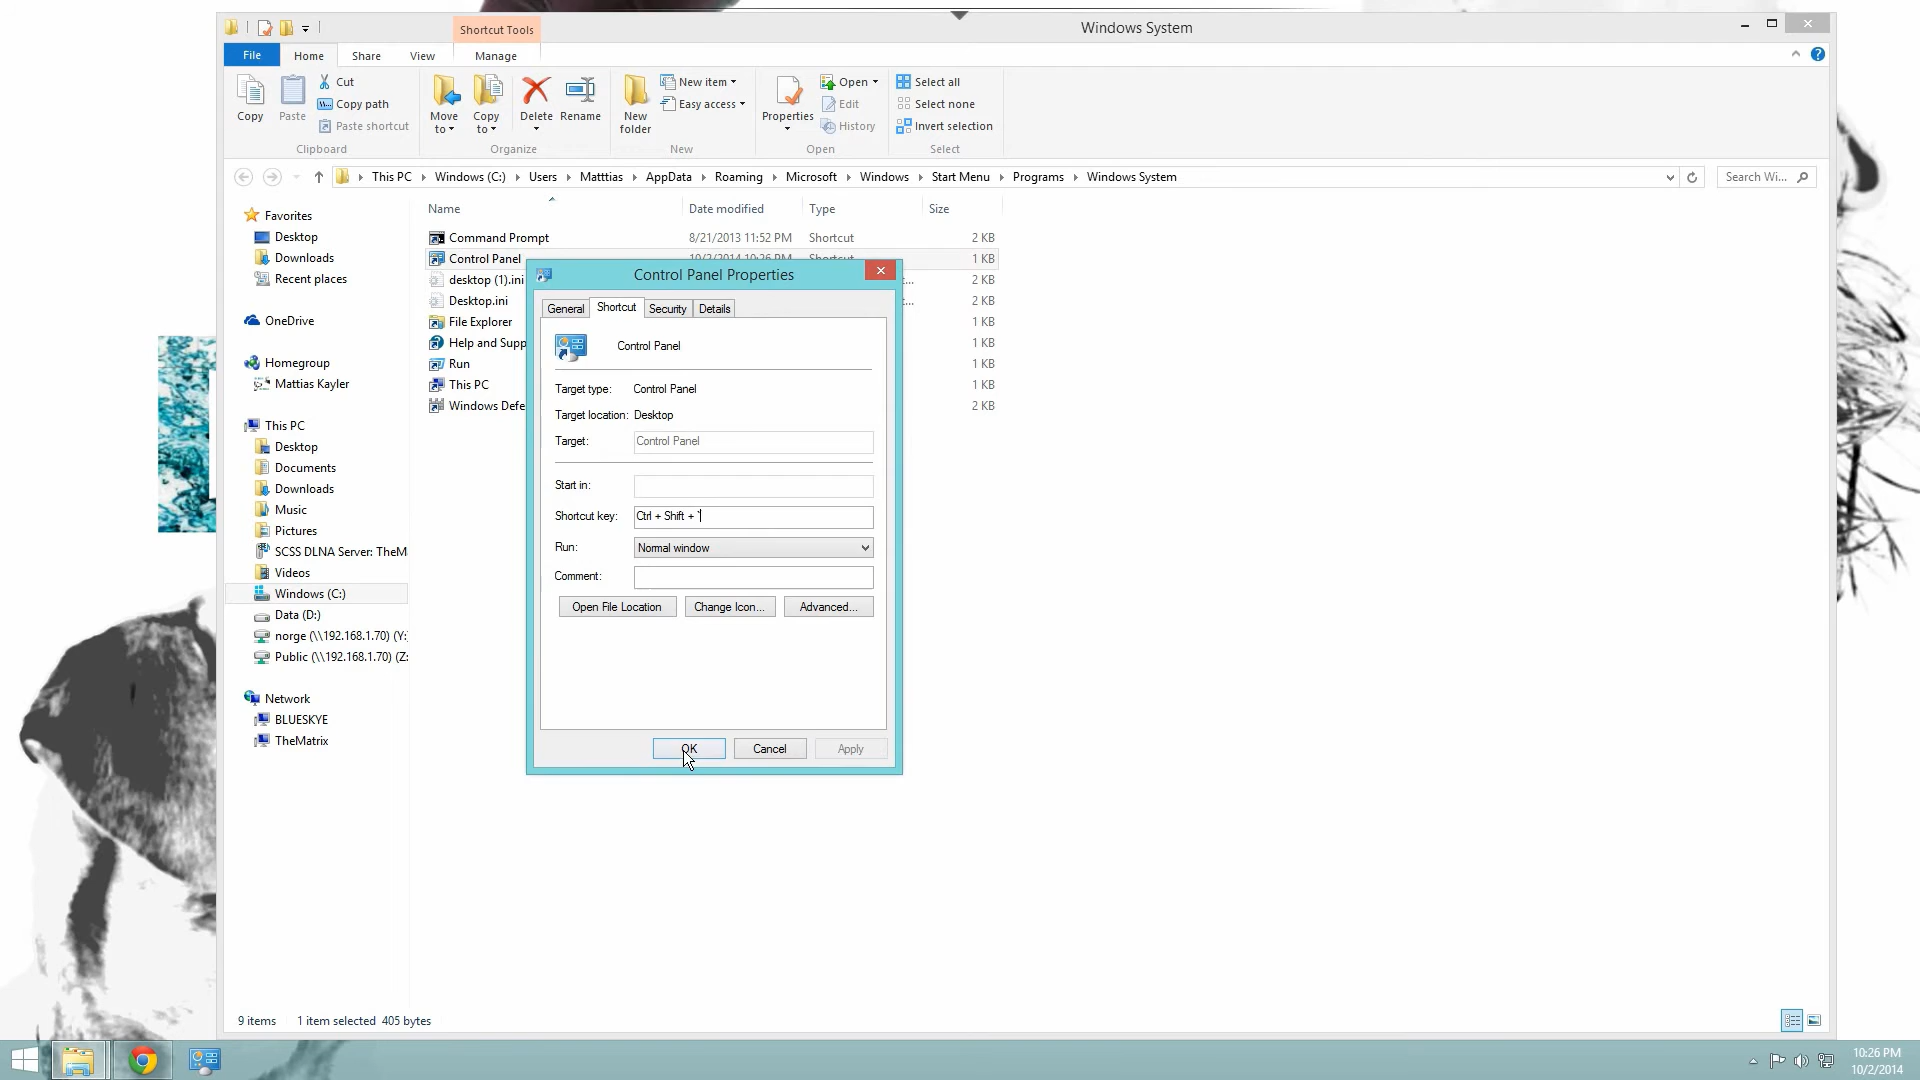 Shortcut Tools
Windows System
File Home Share View Manage
Copy
Paste
Cut
Copy path
Paste shortcut
Clipboard
Move to
Copy to
Delete
Rename
Organize
New folder
New item
Easy access
New
Properties
Open
Edit
History
Open
Select all
Select none
Invert selection
Select
This PC Windows (C:) Users Matttias AppData Roaming Microsoft Windows Start Menu Programs Windows System
Search Wi...
Favorites
Desktop
Downloads
Recent places
OneDrive
Homegroup
Mattias Kayler
This PC
Desktop
Documents
Downloads
Music
Pictures
SCSS DLNA Server: TheM
Videos
Windows (C:)
Data (D:)
norge (\\192.168.1.70) (Y:
Public (\\192.168.1.70) (Z:
Network
BLUESKYE
TheMatrix
Name Date modified Type Size
Command Prompt 8/21/2013 11:52 PM Shortcut 2 KB
Control Panel 10/2/2014 10:26 PM Shortcut 1 KB
desktop (1).ini 2 KB
Desktop.ini 2 KB
File Explorer 1 KB
Help and Supp 1 KB
Run 1 KB
This PC 1 KB
Windows Defe 2 KB
Control Panel Properties
General Shortcut Security Details
Control Panel
Target type: Control Panel
Target location: Desktop
Target: Control Panel
Start in:
Shortcut key: Ctrl + Shift + `
Run: Normal window
Comment:
Open File Location Change Icon... Advanced...
OK Cancel Apply
9 items 1 item selected 405 bytes
10:26 PM
10/2/2014